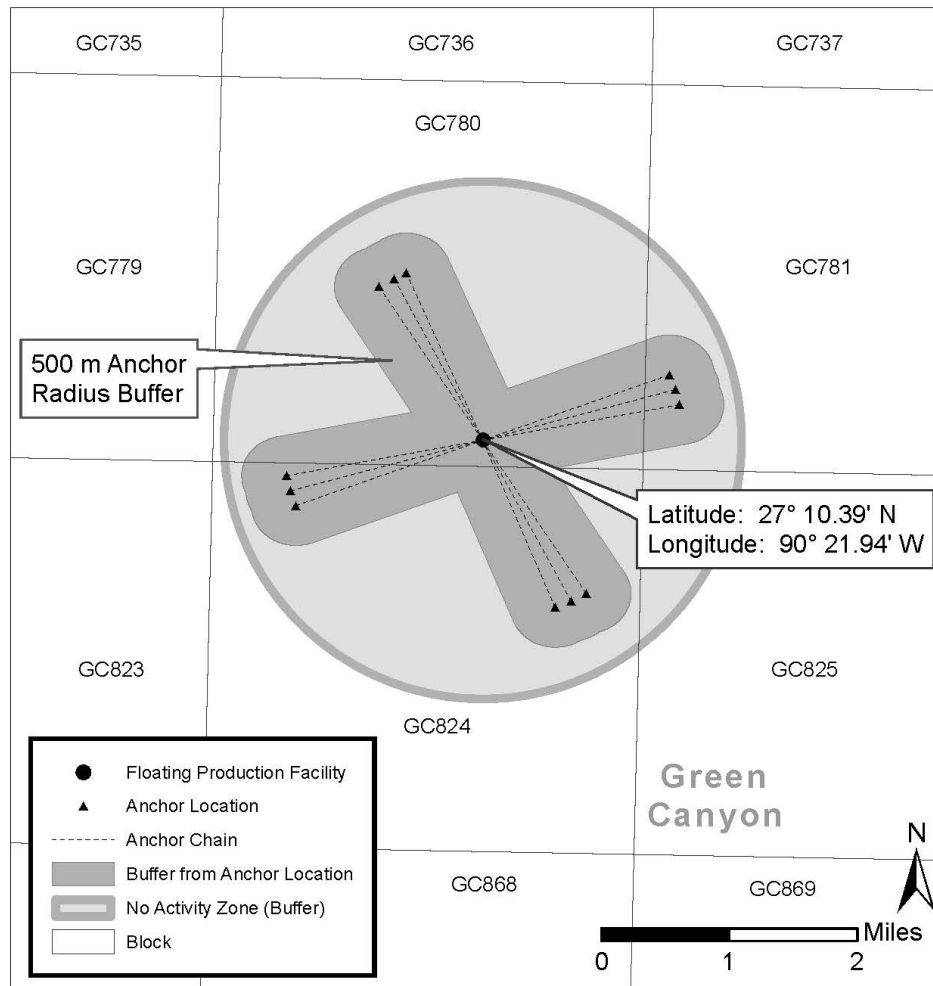 GC735
GC736
GC737
GC780
GC779
GC781
500 m Anchor
Radius Buffer
Latitude: 27° 10.39' N
Longitude: 90° 21.94' W
GC823
GC825
GC824
Floating Production Facility
Anchor Location
Anchor Chain
Buffer from Anchor Location
No Activity Zone (Buffer)
Block
Green
Canyon
N
GC868
GC869
Miles
0 1 2